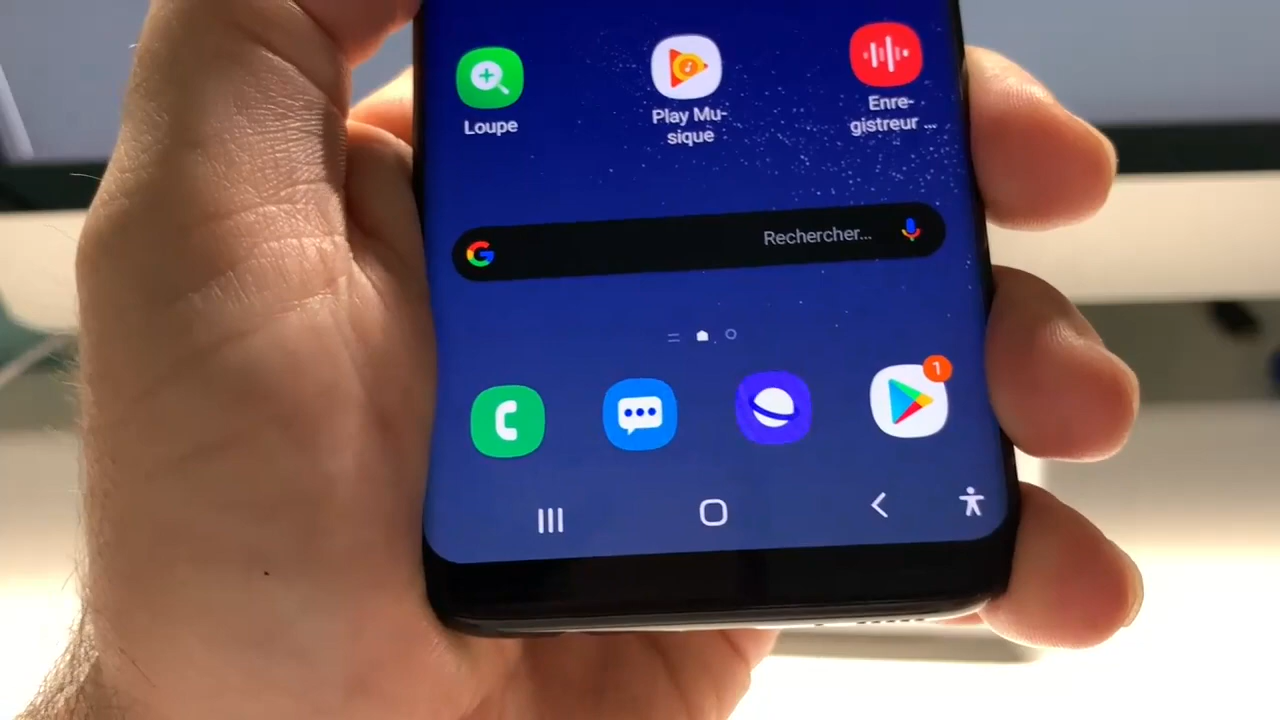 Loupe
Play Mu-
sique
Enre-
gistreur ...
Rechercher...
1